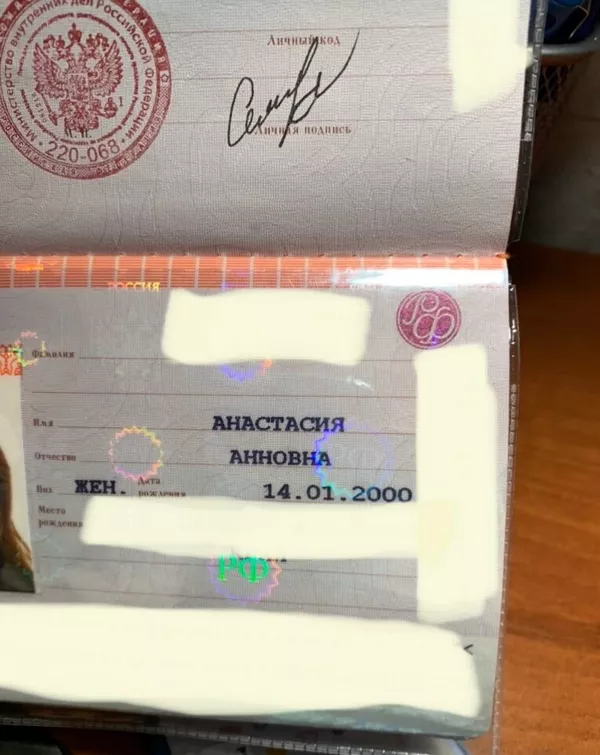 Министерство внутренних дел Российской Федерации
220-068
Личный код
Личная подпись
РОССИЯ
РФ
Фамилия
Имя
АНАСТАСИЯ
Отчество
АННОВНА
Пол
ЖЕН.
Дата рождения
14.01.2000
Место рождения
РФ